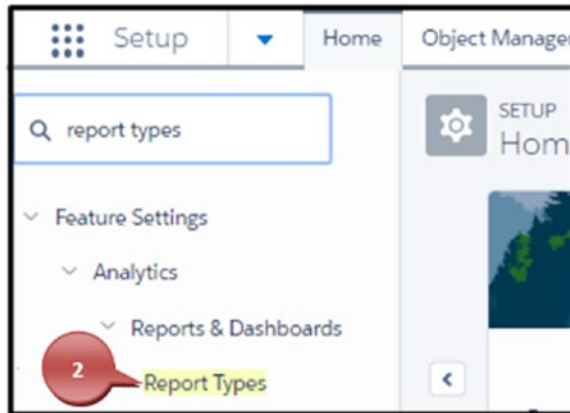 Setup
Home
Object Manager
report types
SETUP
Hom
Feature Settings
Analytics
Reports & Dashboards
2
Report Types